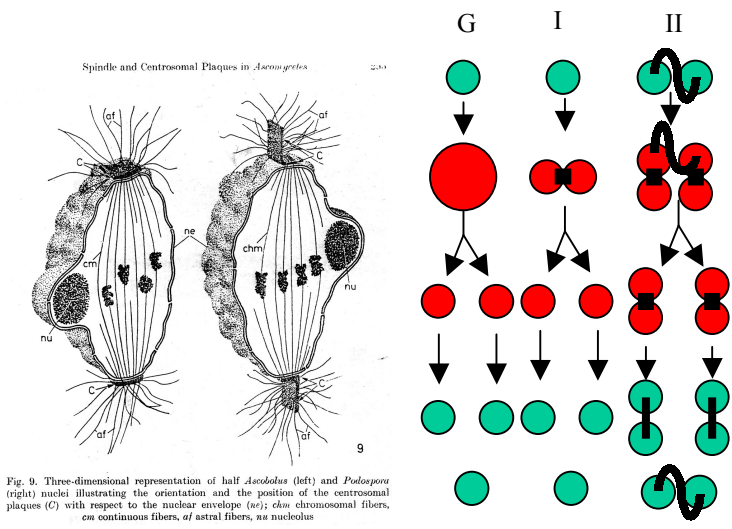 Spindle and Centrosomal Plaques in Ascomycetes
G I II
af
af
C
C
ne
cm
chm
nu
nu
C
C
af
af
9
Fig. 9. Three-dimensional representation of half Ascobolus (left) and Podospora
(right) nuclei illustrating the orientation and the position of the centrosomal
plaques (C) with respect to the nuclear envelope (ne); chm chromosomal fibers,
cm continuous fibers, af astral fibers, nu nucleolus